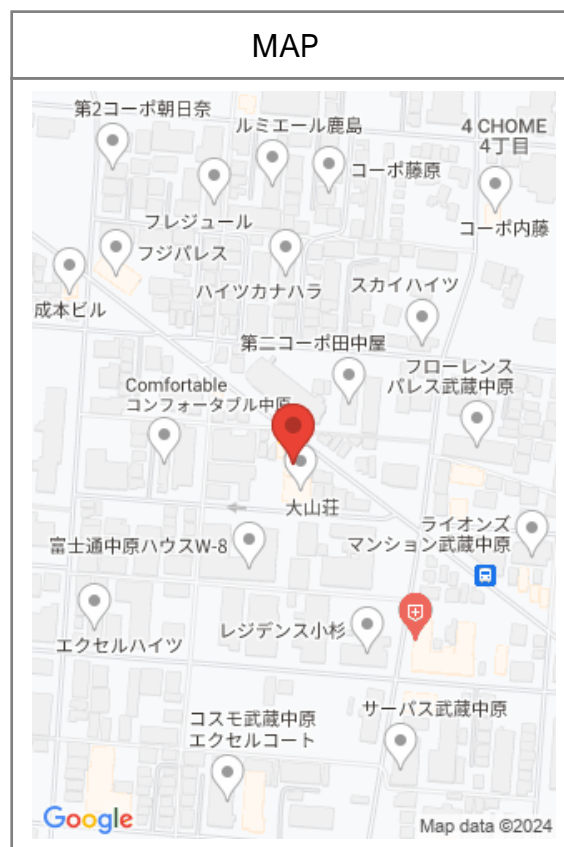 MAP
第2コーポ朝日奈
ルミエール鹿島
4 CHOME
4丁目
コーポ藤原
フレジュール
コーポ内藤
フジパレス
ハイツカナハラ
スカイハイツ
成本ビル
第二コーポ田中屋
フローレンス
パレス武蔵中原
Comfortable
コンフォータブル中原
大山荘
ライオンズ
マンション武蔵中原
富士通中原ハウスW-8
レジデンス小杉
エクセルハイツ
サーパス武蔵中原
コスモ武蔵中原
エクセルコート
Google
Map data ©2024